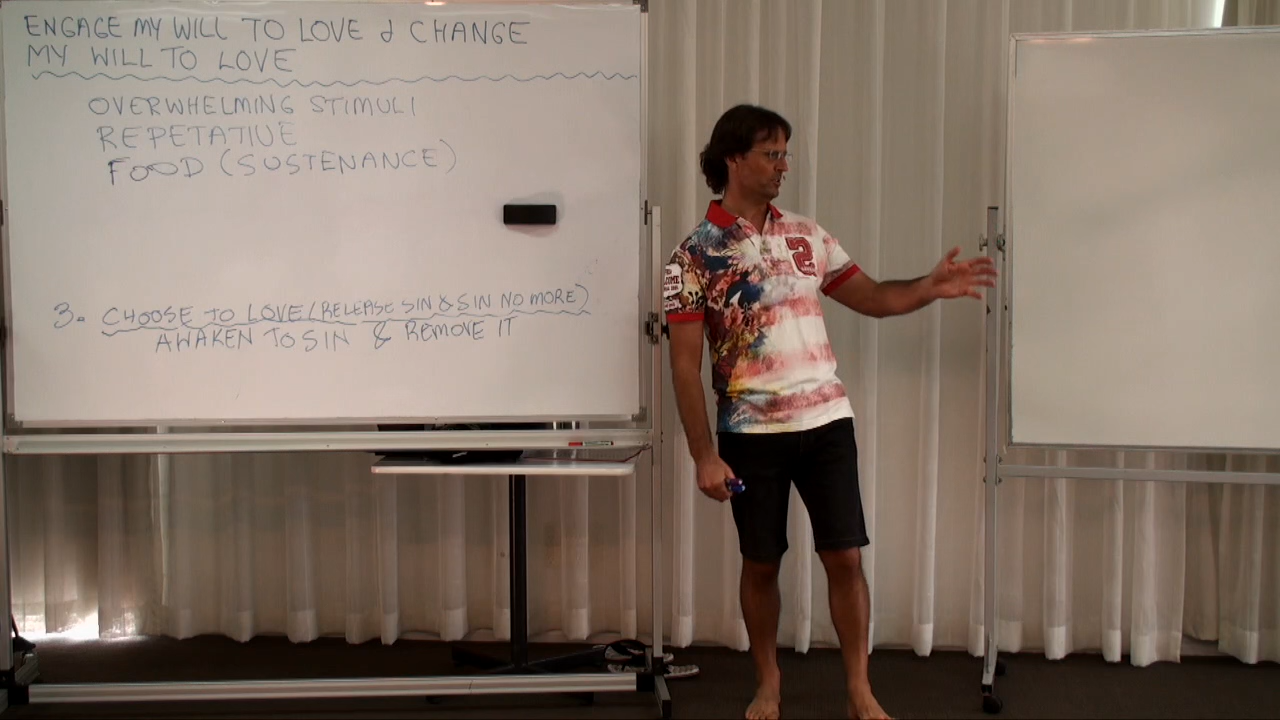 ENGAGE MY WILL TO LOVE & CHANGE
MY WILL TO LOVE
OVERWHELMING STIMULI
REPETATIVE
FOOD (SUSTENANCE)
3. CHOOSE TO LOVE (RELEASE SIN & SIN NO MORE)
AWAKEN TO SIN & REMOVE IT
2